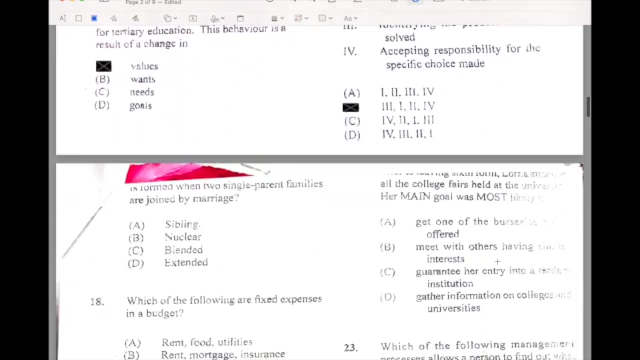 Page 2 of 8
for tertiary education. This behaviour is a
result of a change in
values
(B) wants
(C) needs
(D) goals
III.
solved
IV. Accepting responsibility for the
specific choice made
(A) I, II, III, IV
III, I, II, IV
(C) IV, II, I, III
(D) IV, III, II, I
is formed when two single-parent families
are joined by marriage?
(A) Sibling
(B) Nuclear
(C) Blended
(D) Extended
18. Which of the following are fixed expenses
in a budget?
(A) Rent, food, utilities
(B) Rent, mortgage, insurance
leaving sixth form,
all the college fairs held at the
Her MAIN goal was MOST
(A) get one of the
offered
(B) meet with others having
interests
(C) guarantee her entry into a
institution
(D) gather information on colleges
universities
23. Which of the following
processes allows a person to find out